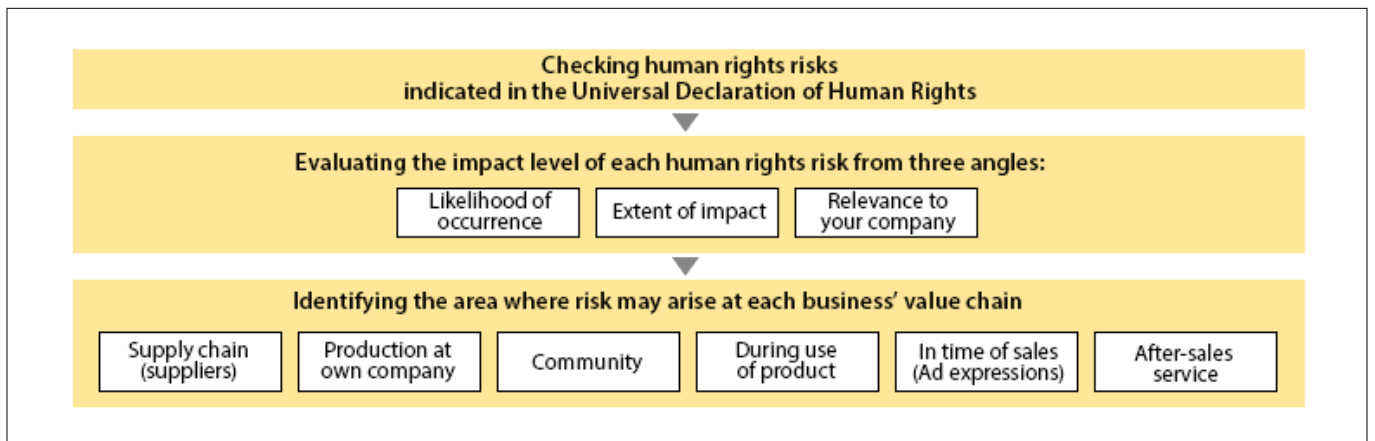 Checking human rights risks
indicated in the Universal Declaration of Human Rights
Evaluating the impact level of each human rights risk from three angles:
Likelihood of
occurrence
Extent of impact
Relevance to
your company
Identifying the area where risk may arise at each business’ value chain
Supply chain
(suppliers)
Production at
own company
Community
During use
of product
In time of sales
(Ad expressions)
After-sales
service